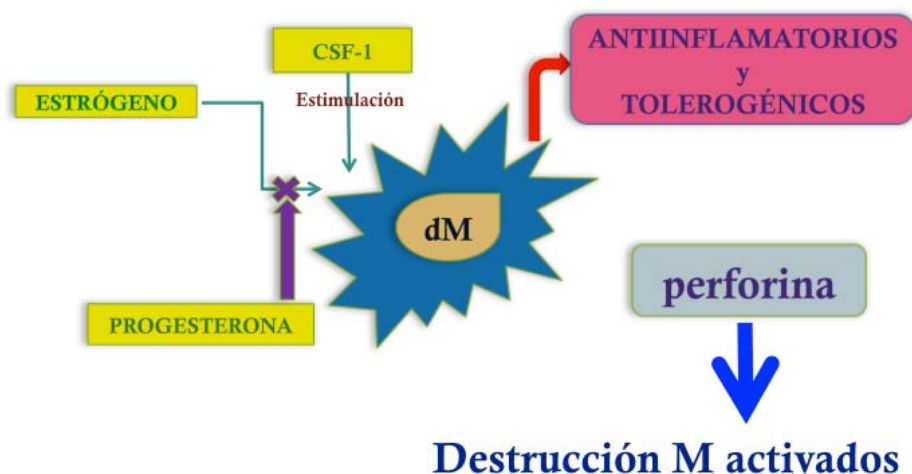 CSF-1
Estimulación
ESTRÓGENO
ANTIINFLAMATORIOS
y
TOLEROGÉNICOS
dM
PROGESTERONA
perforina
Destrucción M activados